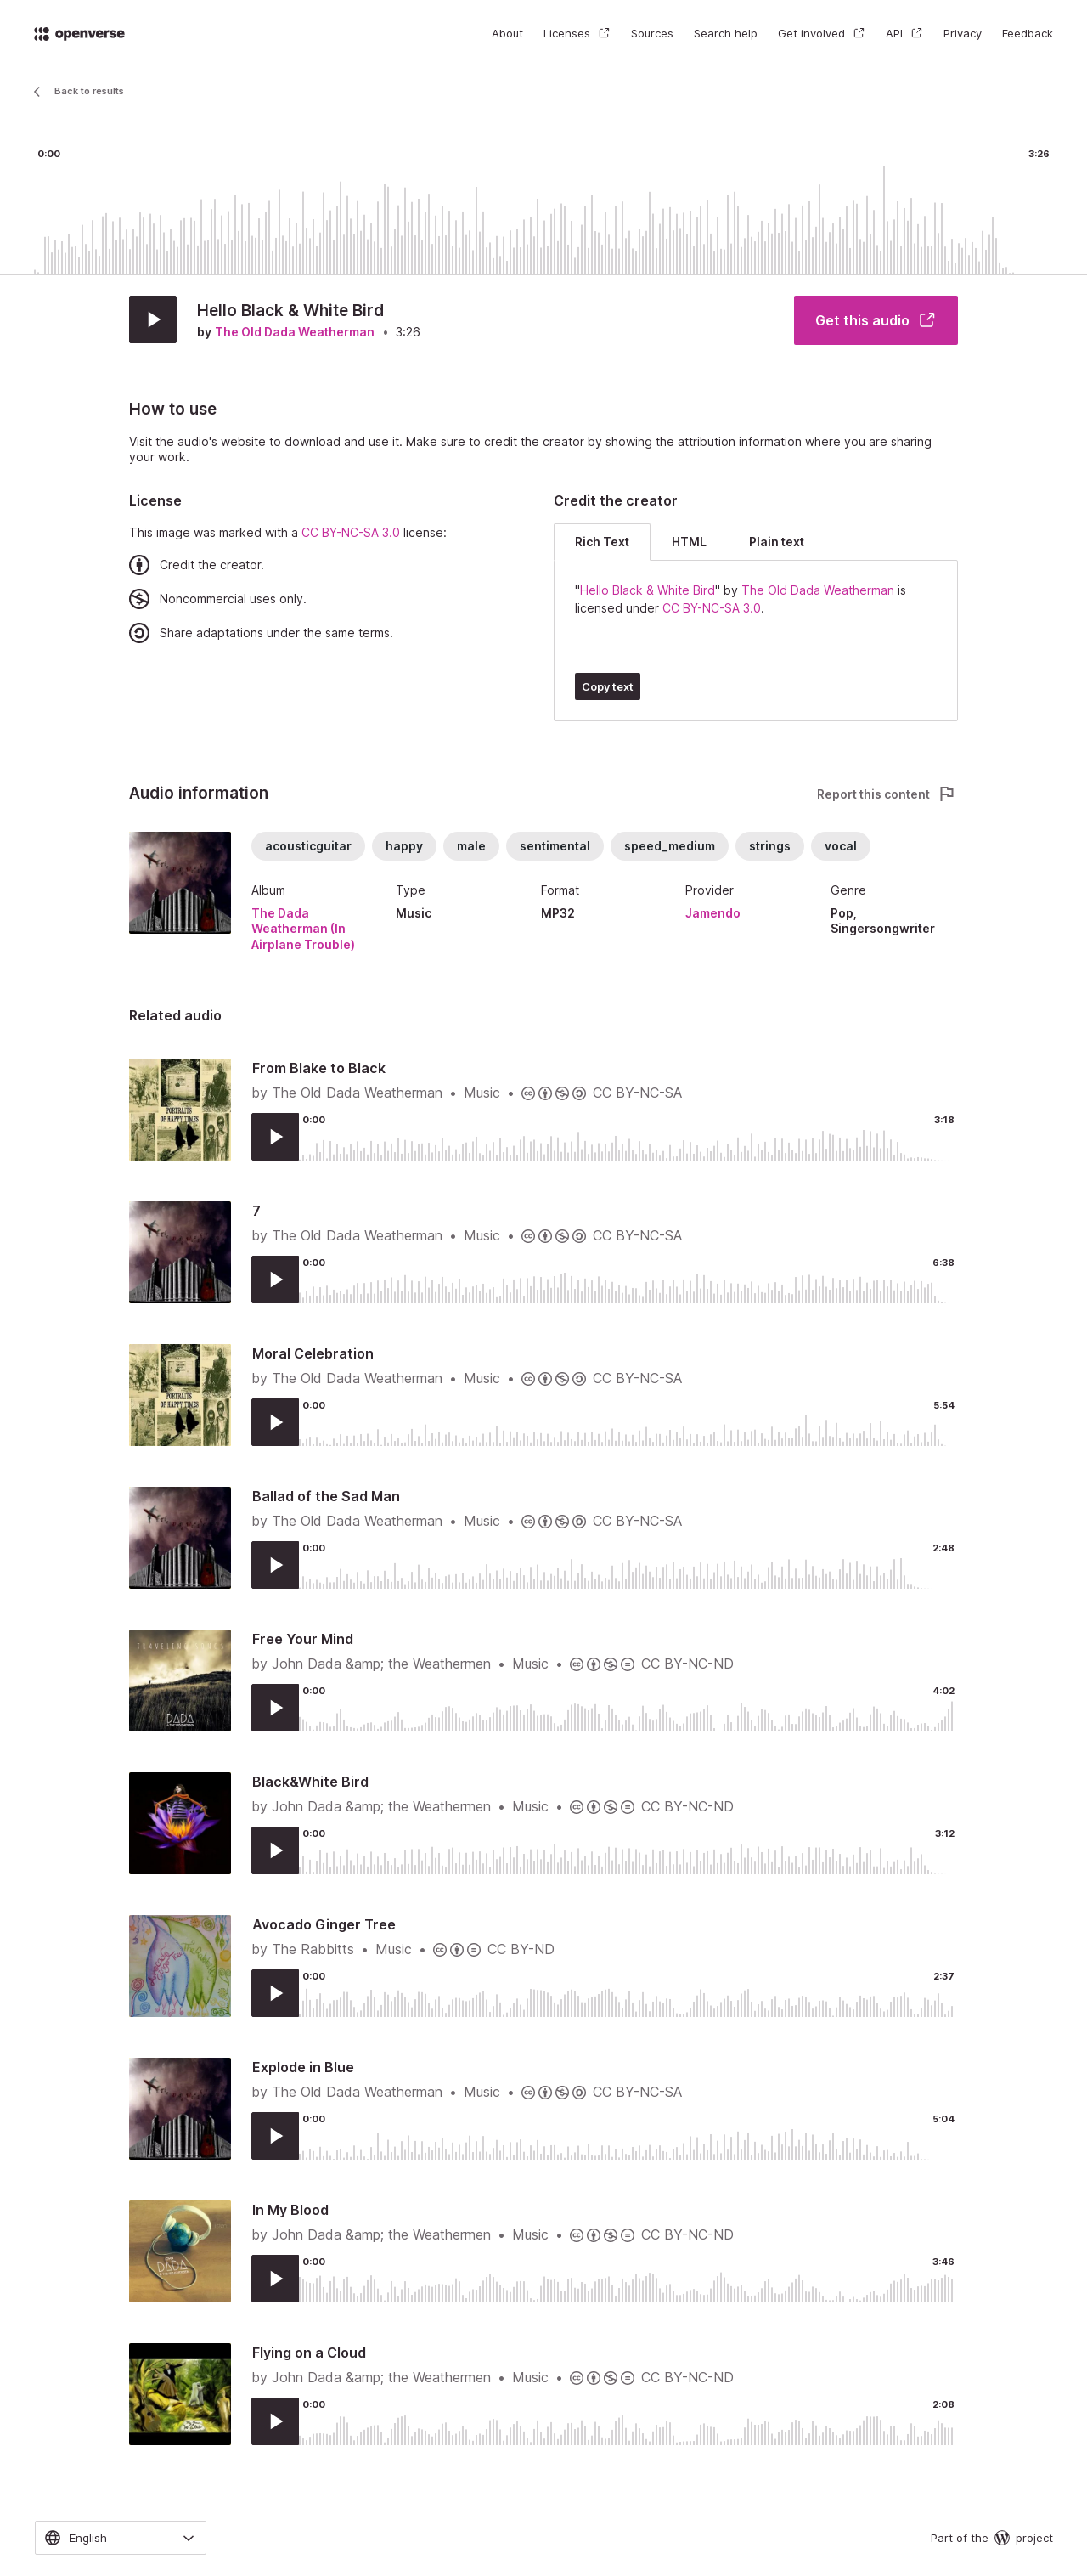 openverse
About
Licenses
Sources
Search help
Get involved
API
Privacy
Feedback
Back to results
0:00
3:26
Hello Black & White Bird
by The Old Dada Weatherman • 3:26
Get this audio
How to use
Visit the audio's website to download and use it. Make sure to credit the creator by showing the attribution information where you are sharing
your work.
License
This image was marked with a CC BY-NC-SA 3.0 license:
Credit the creator.
Noncommercial uses only.
Share adaptations under the same terms.
Credit the creator
Rich Text
HTML
Plain text
"Hello Black & White Bird" by The Old Dada Weatherman is
licensed under CC BY-NC-SA 3.0.
Copy text
Audio information
Report this content
acousticguitar
happy
male
sentimental
speed_medium
strings
vocal
Album
The Dada
Weatherman (In
Airplane Trouble)
Type
Music
Format
MP32
Provider
Jamendo
Genre
Pop,
Singersongwriter
Related audio
PORTRAITS
OF HAPPY TIMES
From Blake to Black
by The Old Dada Weatherman • Music • CC BY-NC-SA
0:00
3:18
7
by The Old Dada Weatherman • Music • CC BY-NC-SA
0:00
6:38
PORTRAITS
OF HAPPY TIMES
Moral Celebration
by The Old Dada Weatherman • Music • CC BY-NC-SA
0:00
5:54
Ballad of the Sad Man
by The Old Dada Weatherman • Music • CC BY-NC-SA
0:00
2:48
DADA
Free Your Mind
by John Dada &amp; the Weathermen • Music • CC BY-NC-ND
0:00
4:02
Black&White Bird
by John Dada &amp; the Weathermen • Music • CC BY-NC-ND
0:00
3:12
Avocado Ginger Tree
by The Rabbitts • Music • CC BY-ND
0:00
2:37
Explode in Blue
by The Old Dada Weatherman • Music • CC BY-NC-SA
0:00
5:04
DADA
In My Blood
by John Dada &amp; the Weathermen • Music • CC BY-NC-ND
0:00
3:46
Flying on a Cloud
by John Dada &amp; the Weathermen • Music • CC BY-NC-ND
0:00
2:08
English
Part of the
project